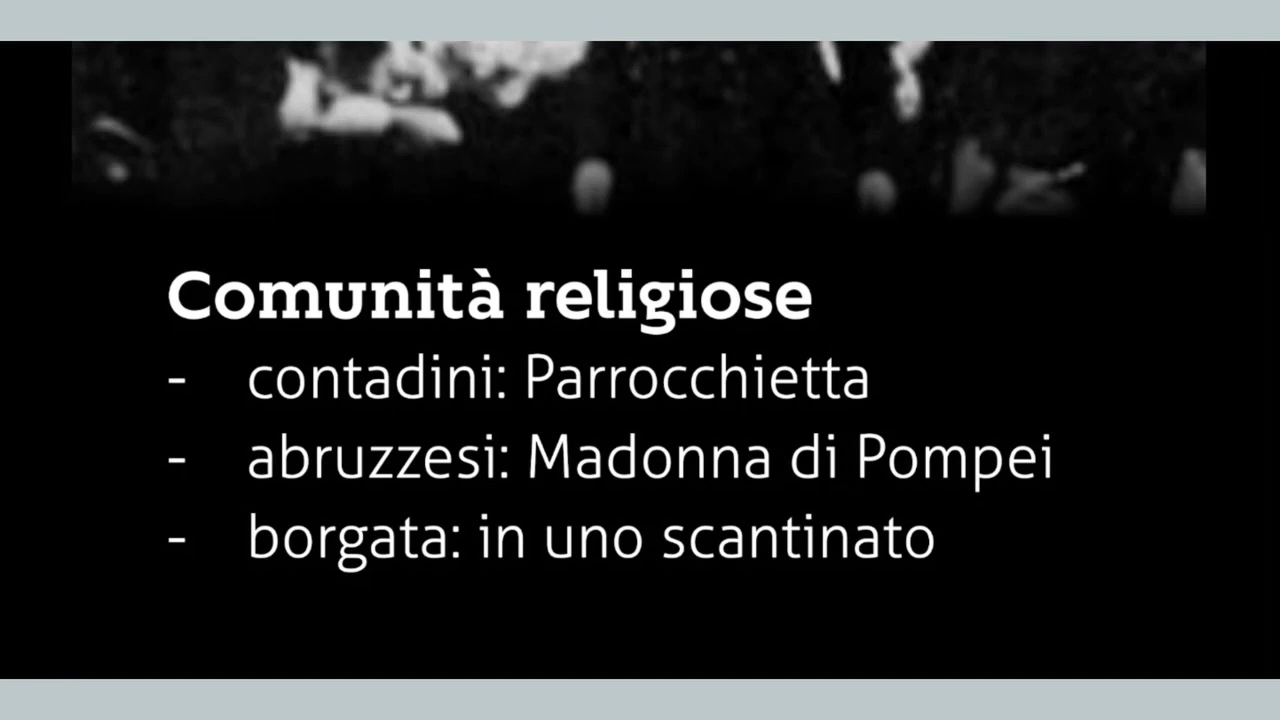 Comunità religiose
- contadini: Parrocchietta
- abruzzesi: Madonna di Pompei
- borgata: in uno scantinato